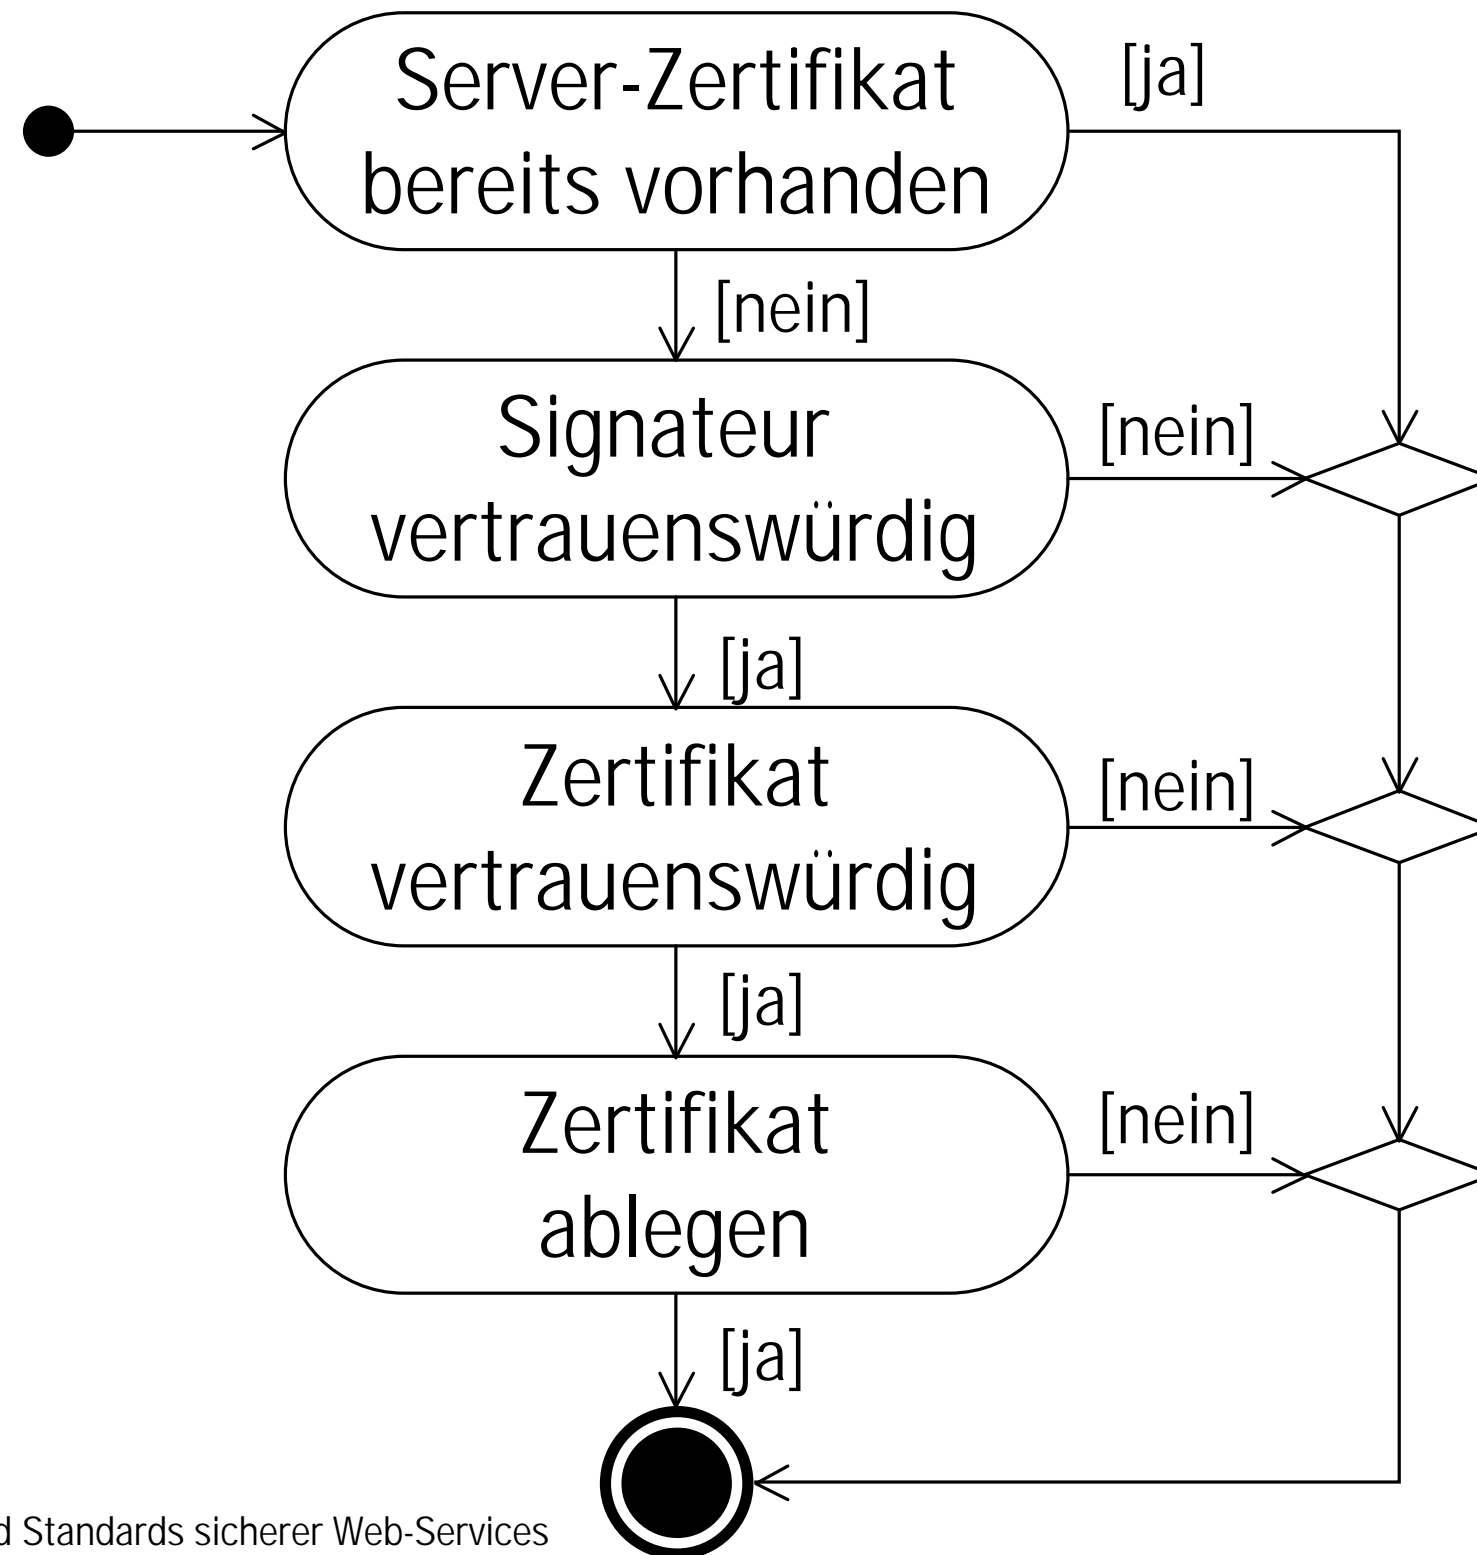 Server-Zertifikat
bereits vorhanden
[ja]
[nein]
Signateur
vertrauenswürdig
[nein]
[ja]
Zertifikat
vertrauenswürdig
[nein]
[ja]
Zertifikat
ablegen
[nein]
[ja]
Standards sicherer Web-Services